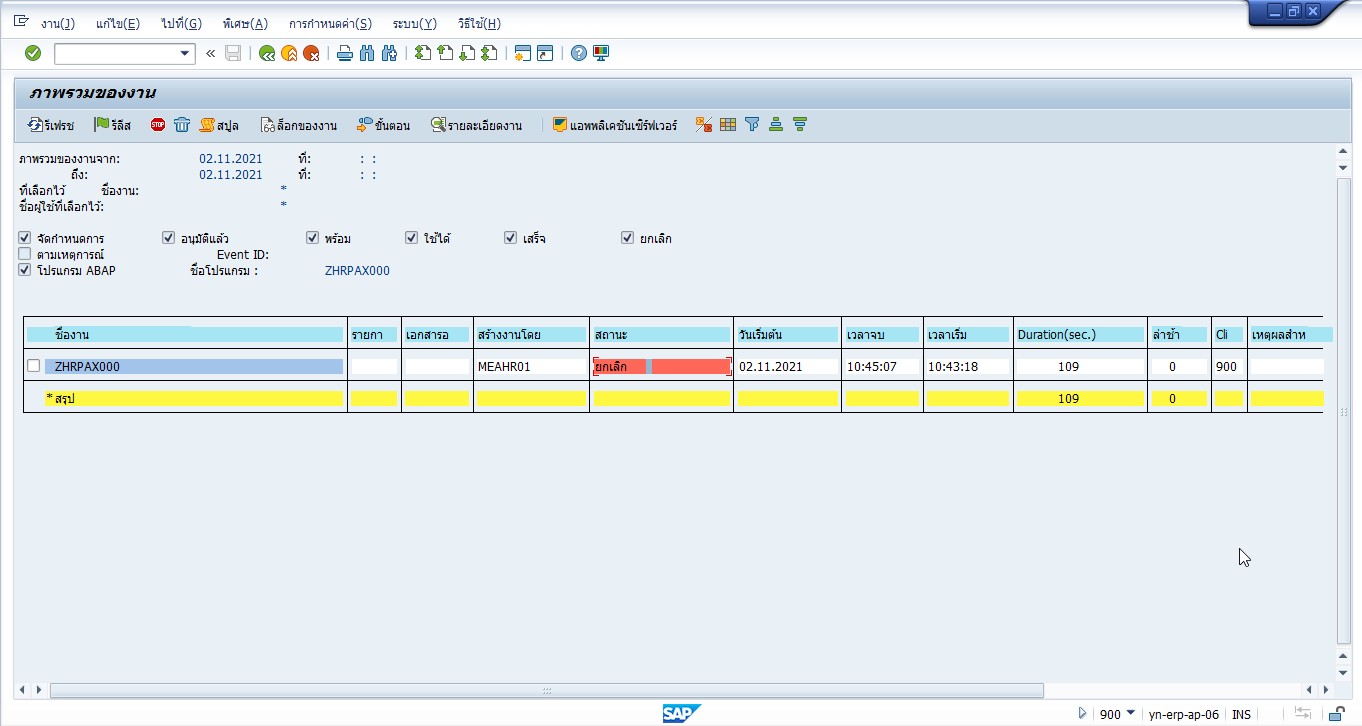 งาน(J) แก้ไข(E) ไปที่(G) พิเศษ(A) การกำหนดค่า(S) ระบบ(Y) วิธีใช้(H)
ภาพรวมของงาน
รีเฟรช รีลีส STOP สปูล ล็อกของงาน ขั้นตอน รายละเอียดงาน แอพพลิเคชันเซิร์ฟเวอร์
ภาพรวมของงานจาก: 02.11.2021 ที่: : :
ถึง: 02.11.2021 ที่: : :
ที่เลือกไว้ ชื่องาน: *
ชื่อผู้ใช้ที่เลือกไว้: *
จัดกำหนดการ อนุมัติแล้ว พร้อม ใช้ได้ เสร็จ ยกเลิก
ตามเหตุการณ์ Event ID:
โปรแกรม ABAP ชื่อโปรแกรม : ZHRPAX000
ชื่องาน รายกา เอกสารอ สร้างงานโดย สถานะ วันเริ่มต้น เวลาจบ เวลาเริ่ม Duration(sec.) ล่าช้า Cli เหตุผลสำห
ZHRPAX000 MEAHR01 ยกเลิก 02.11.2021 10:45:07 10:43:18 109 0 900
* สรุป 109 0
SAP 900 yn-erp-ap-06 INS